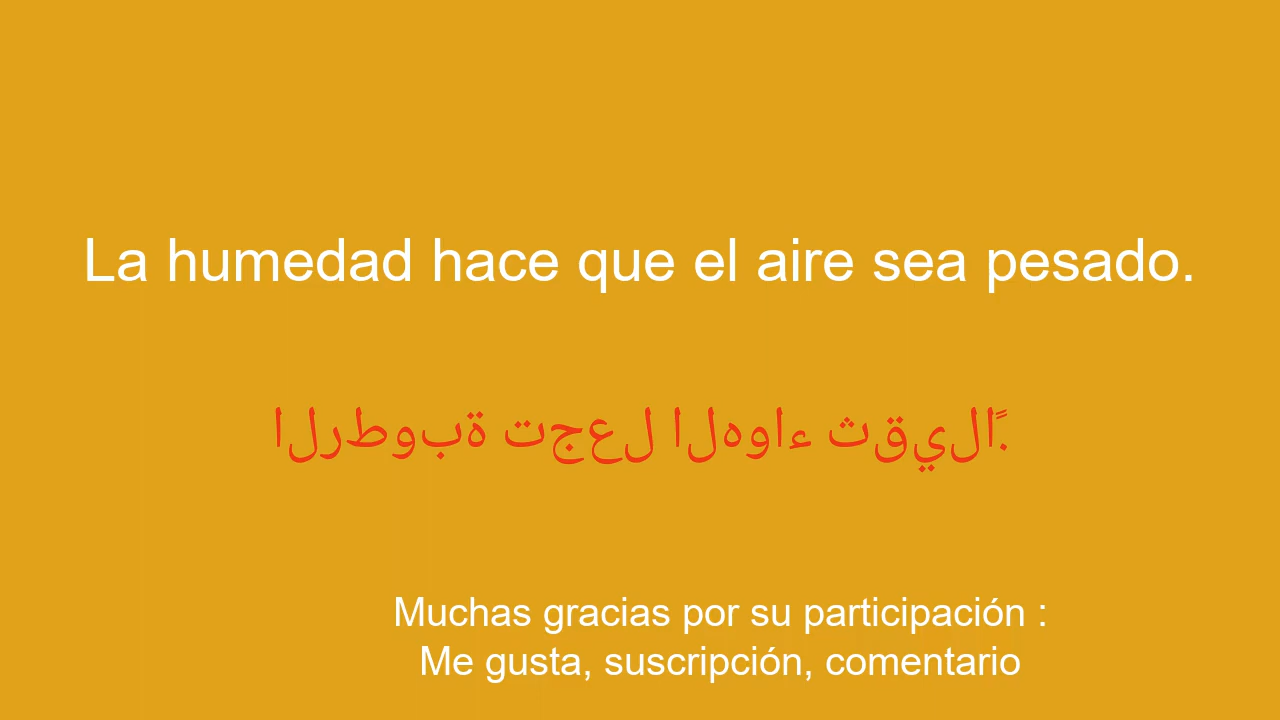 La humedad hace que el aire sea pesado.
الرطوبة تجعل الهواء ثقيلاً.
Muchas gracias por su participación :
Me gusta, suscripción, comentario